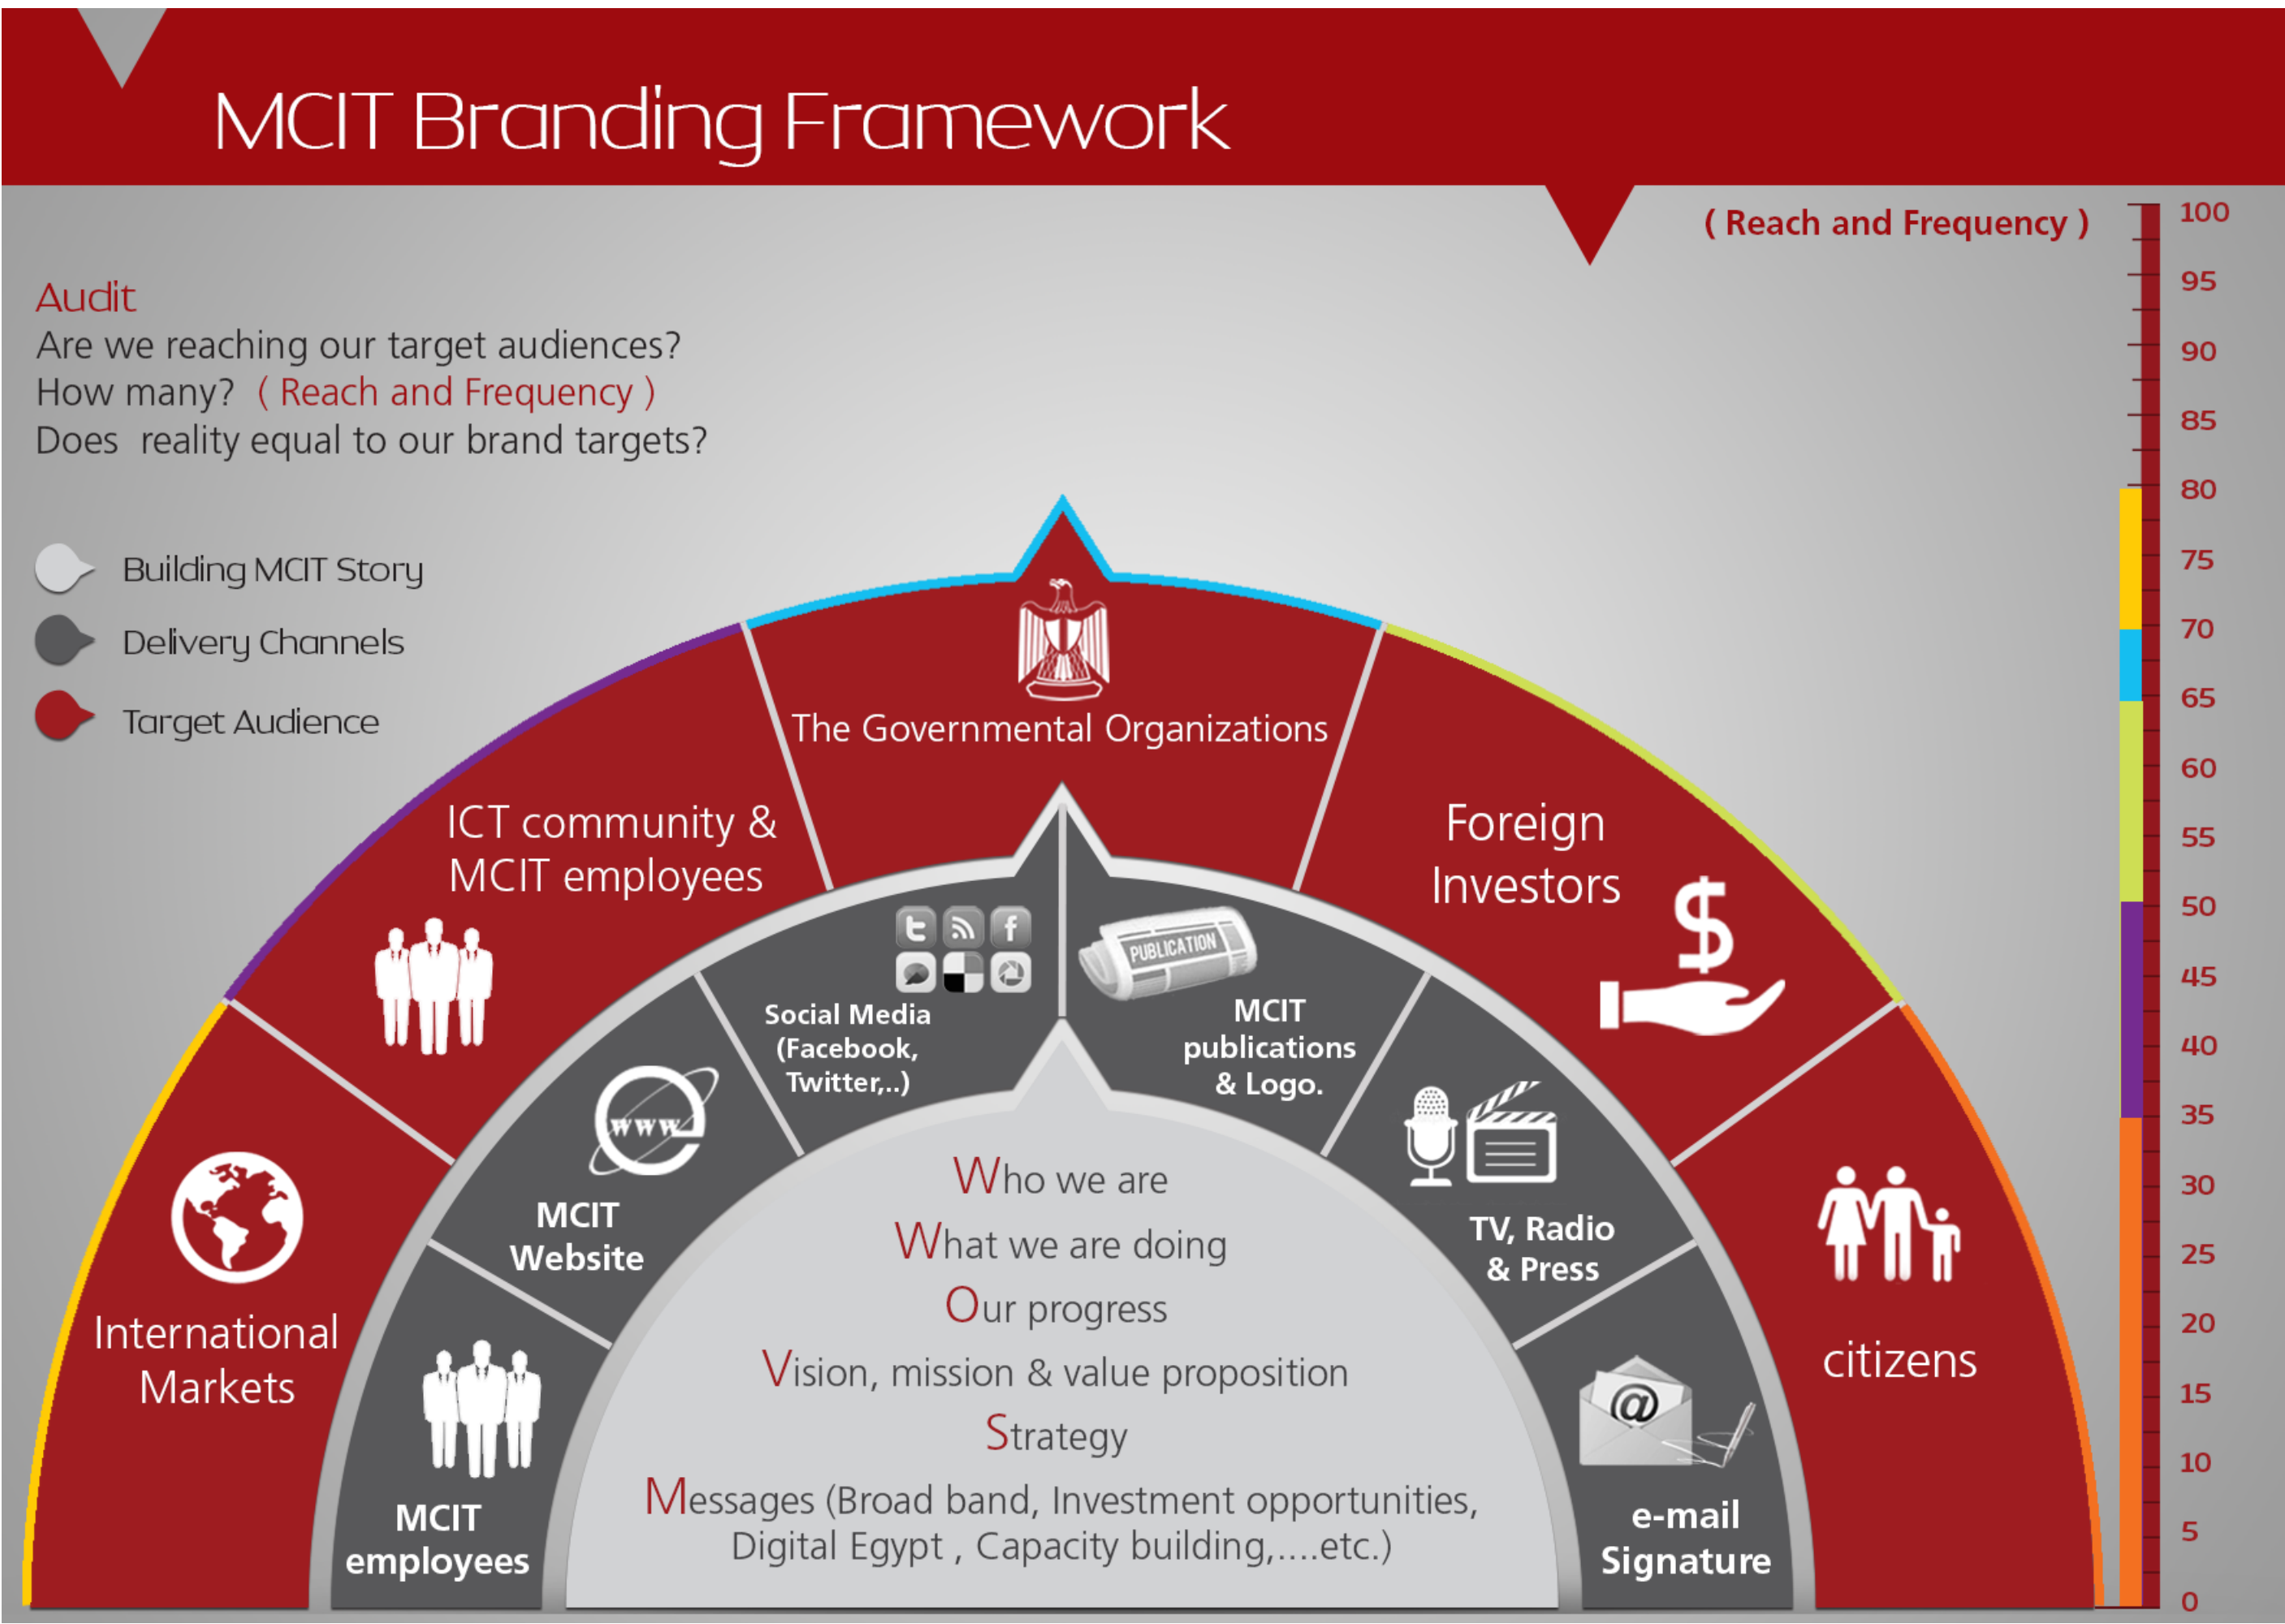 MCIT Branding Framework
( Reach and Frequency )
Audit
Are we reaching our target audiences?
How many? ( Reach and Frequency )
Does reality equal to our brand targets?
Building MCIT Story
Delivery Channels
Target Audience
100
95
90
85
80
75
70
65
60
55
50
45
40
35
30
25
20
15
10
5
0
The Governmental Organizations
ICT community &
MCIT employees
Foreign
Investors
International
Markets
citizens
t
f
Social Media
(Facebook,
Twitter,..)
PUBLICATION
MCIT
publications
& Logo.
www
MCIT
Website
TV, Radio
& Press
MCIT
employees
@
e-mail
Signature
Who we are
What we are doing
Our progress
Vision, mission & value proposition
Strategy
Messages (Broad band, Investment opportunities,
Digital Egypt , Capacity building,....etc.)